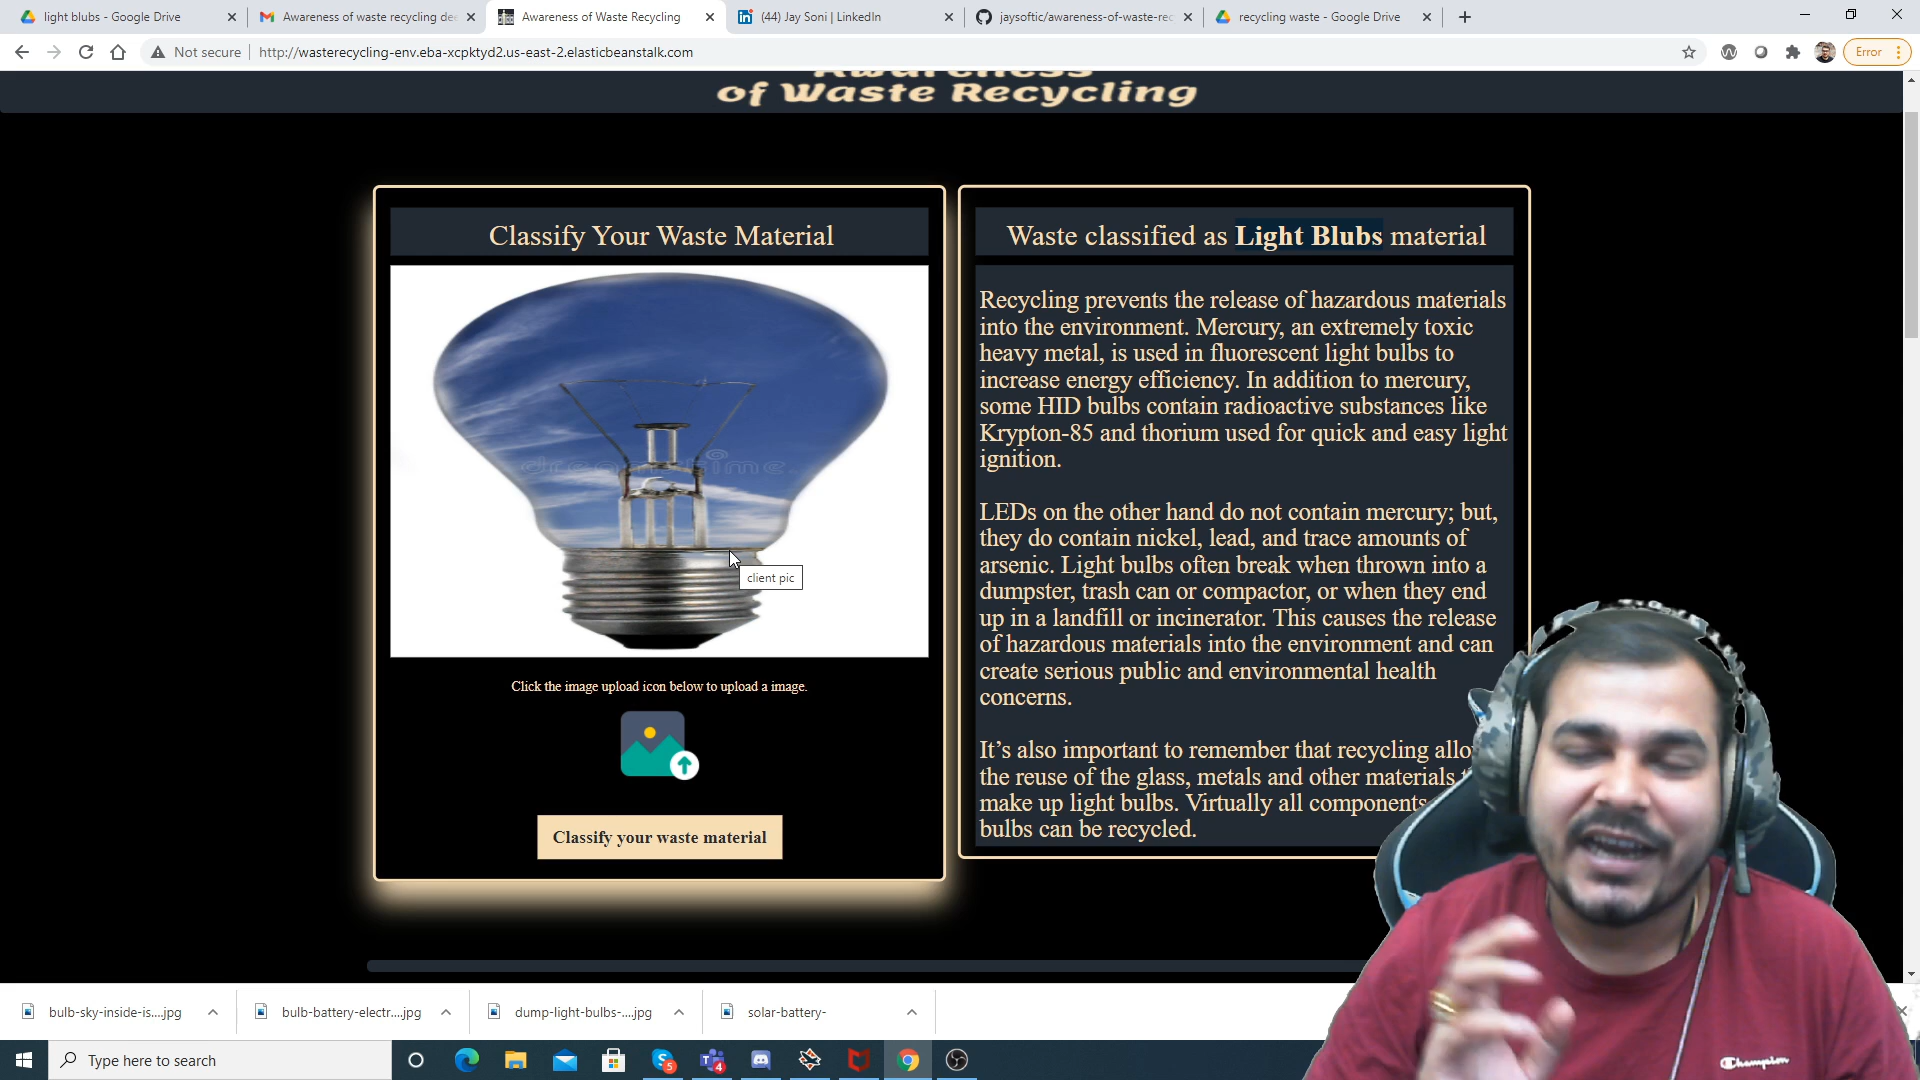 light blubs - Google Drive
Awareness of waste recycling dee
Awareness of Waste Recycling
(44) Jay Soni | LinkedIn
jaysoftic/awareness-of-waste-rec
recycling waste - Google Drive
Not secure
http://wasterecycling-env.eba-xcpktyd2.us-east-2.elasticbeanstalk.com
Error
Awareness
of Waste Recycling
Classify Your Waste Material
dreamstime
client pic
Click the image upload icon below to upload a image.
Classify your waste material
Waste classified as Light Blubs material
Recycling prevents the release of hazardous materials
into the environment. Mercury, an extremely toxic
heavy metal, is used in fluorescent light bulbs to
increase energy efficiency. In addition to mercury,
some HID bulbs contain radioactive substances like
Krypton-85 and thorium used for quick and easy light
ignition.
LEDs on the other hand do not contain mercury; but,
they do contain nickel, lead, and trace amounts of
arsenic. Light bulbs often break when thrown into a
dumpster, trash can or compactor, or when they end
up in a landfill or incinerator. This causes the release
of hazardous materials into the environment and can
create serious public and environmental health
concerns.
It's also important to remember that recycling allo
the reuse of the glass, metals and other materials
make up light bulbs. Virtually all components
bulbs can be recycled.
Champion
bulb-sky-inside-is....jpg
bulb-battery-electr....jpg
dump-light-bulbs-....jpg
solar-battery-
Type here to search
5
4